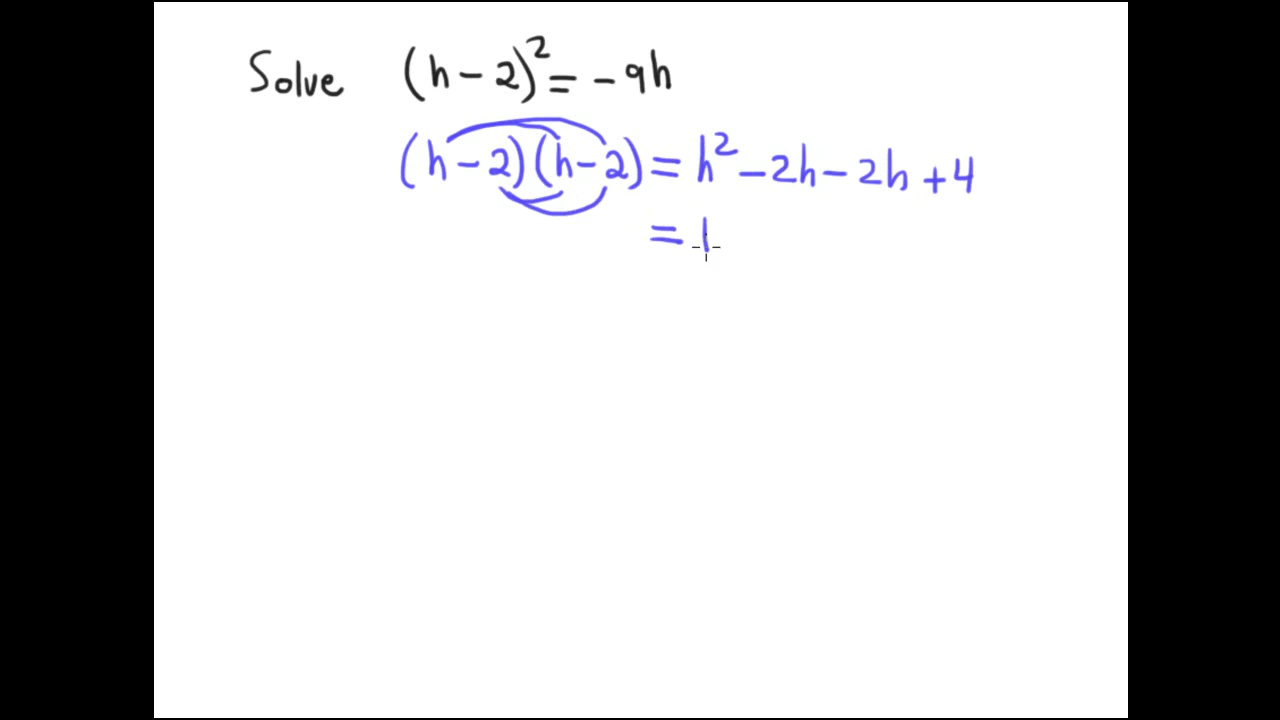 Solve (h-2)²= -9h
(h-2)(h-2) = h²-2h-2h+4
=